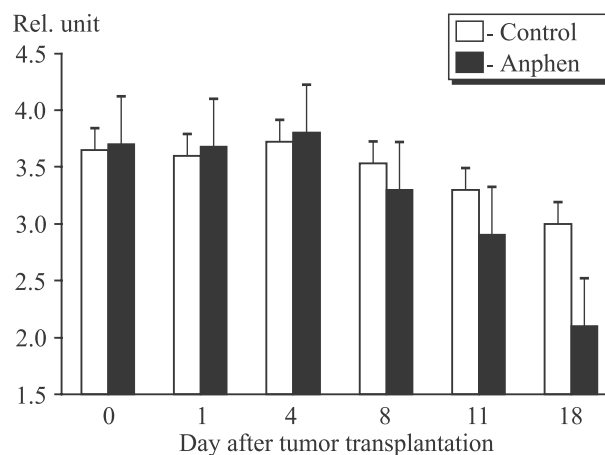 Rel. unit
- Control
- Anphen
4.5
4.0
3.5
3.0
2.5
2.0
1.5
0 1 4 8 11 18
Day after tumor transplantation